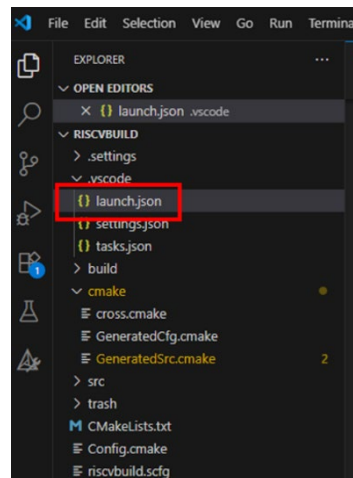 File Edit Selection View Go Run Termina
EXPLORER ...
OPEN EDITORS
{} launch.json .vscode
RISCVBUILD
.settings
.vscode
{} launch.json
{} settings.json
{} tasks.json
build
cmake
cross.cmake
GeneratedCfg.cmake
GeneratedSrc.cmake 2
src
trash
CMakeLists.txt
Config.cmake
riscvbuild.scfg
1